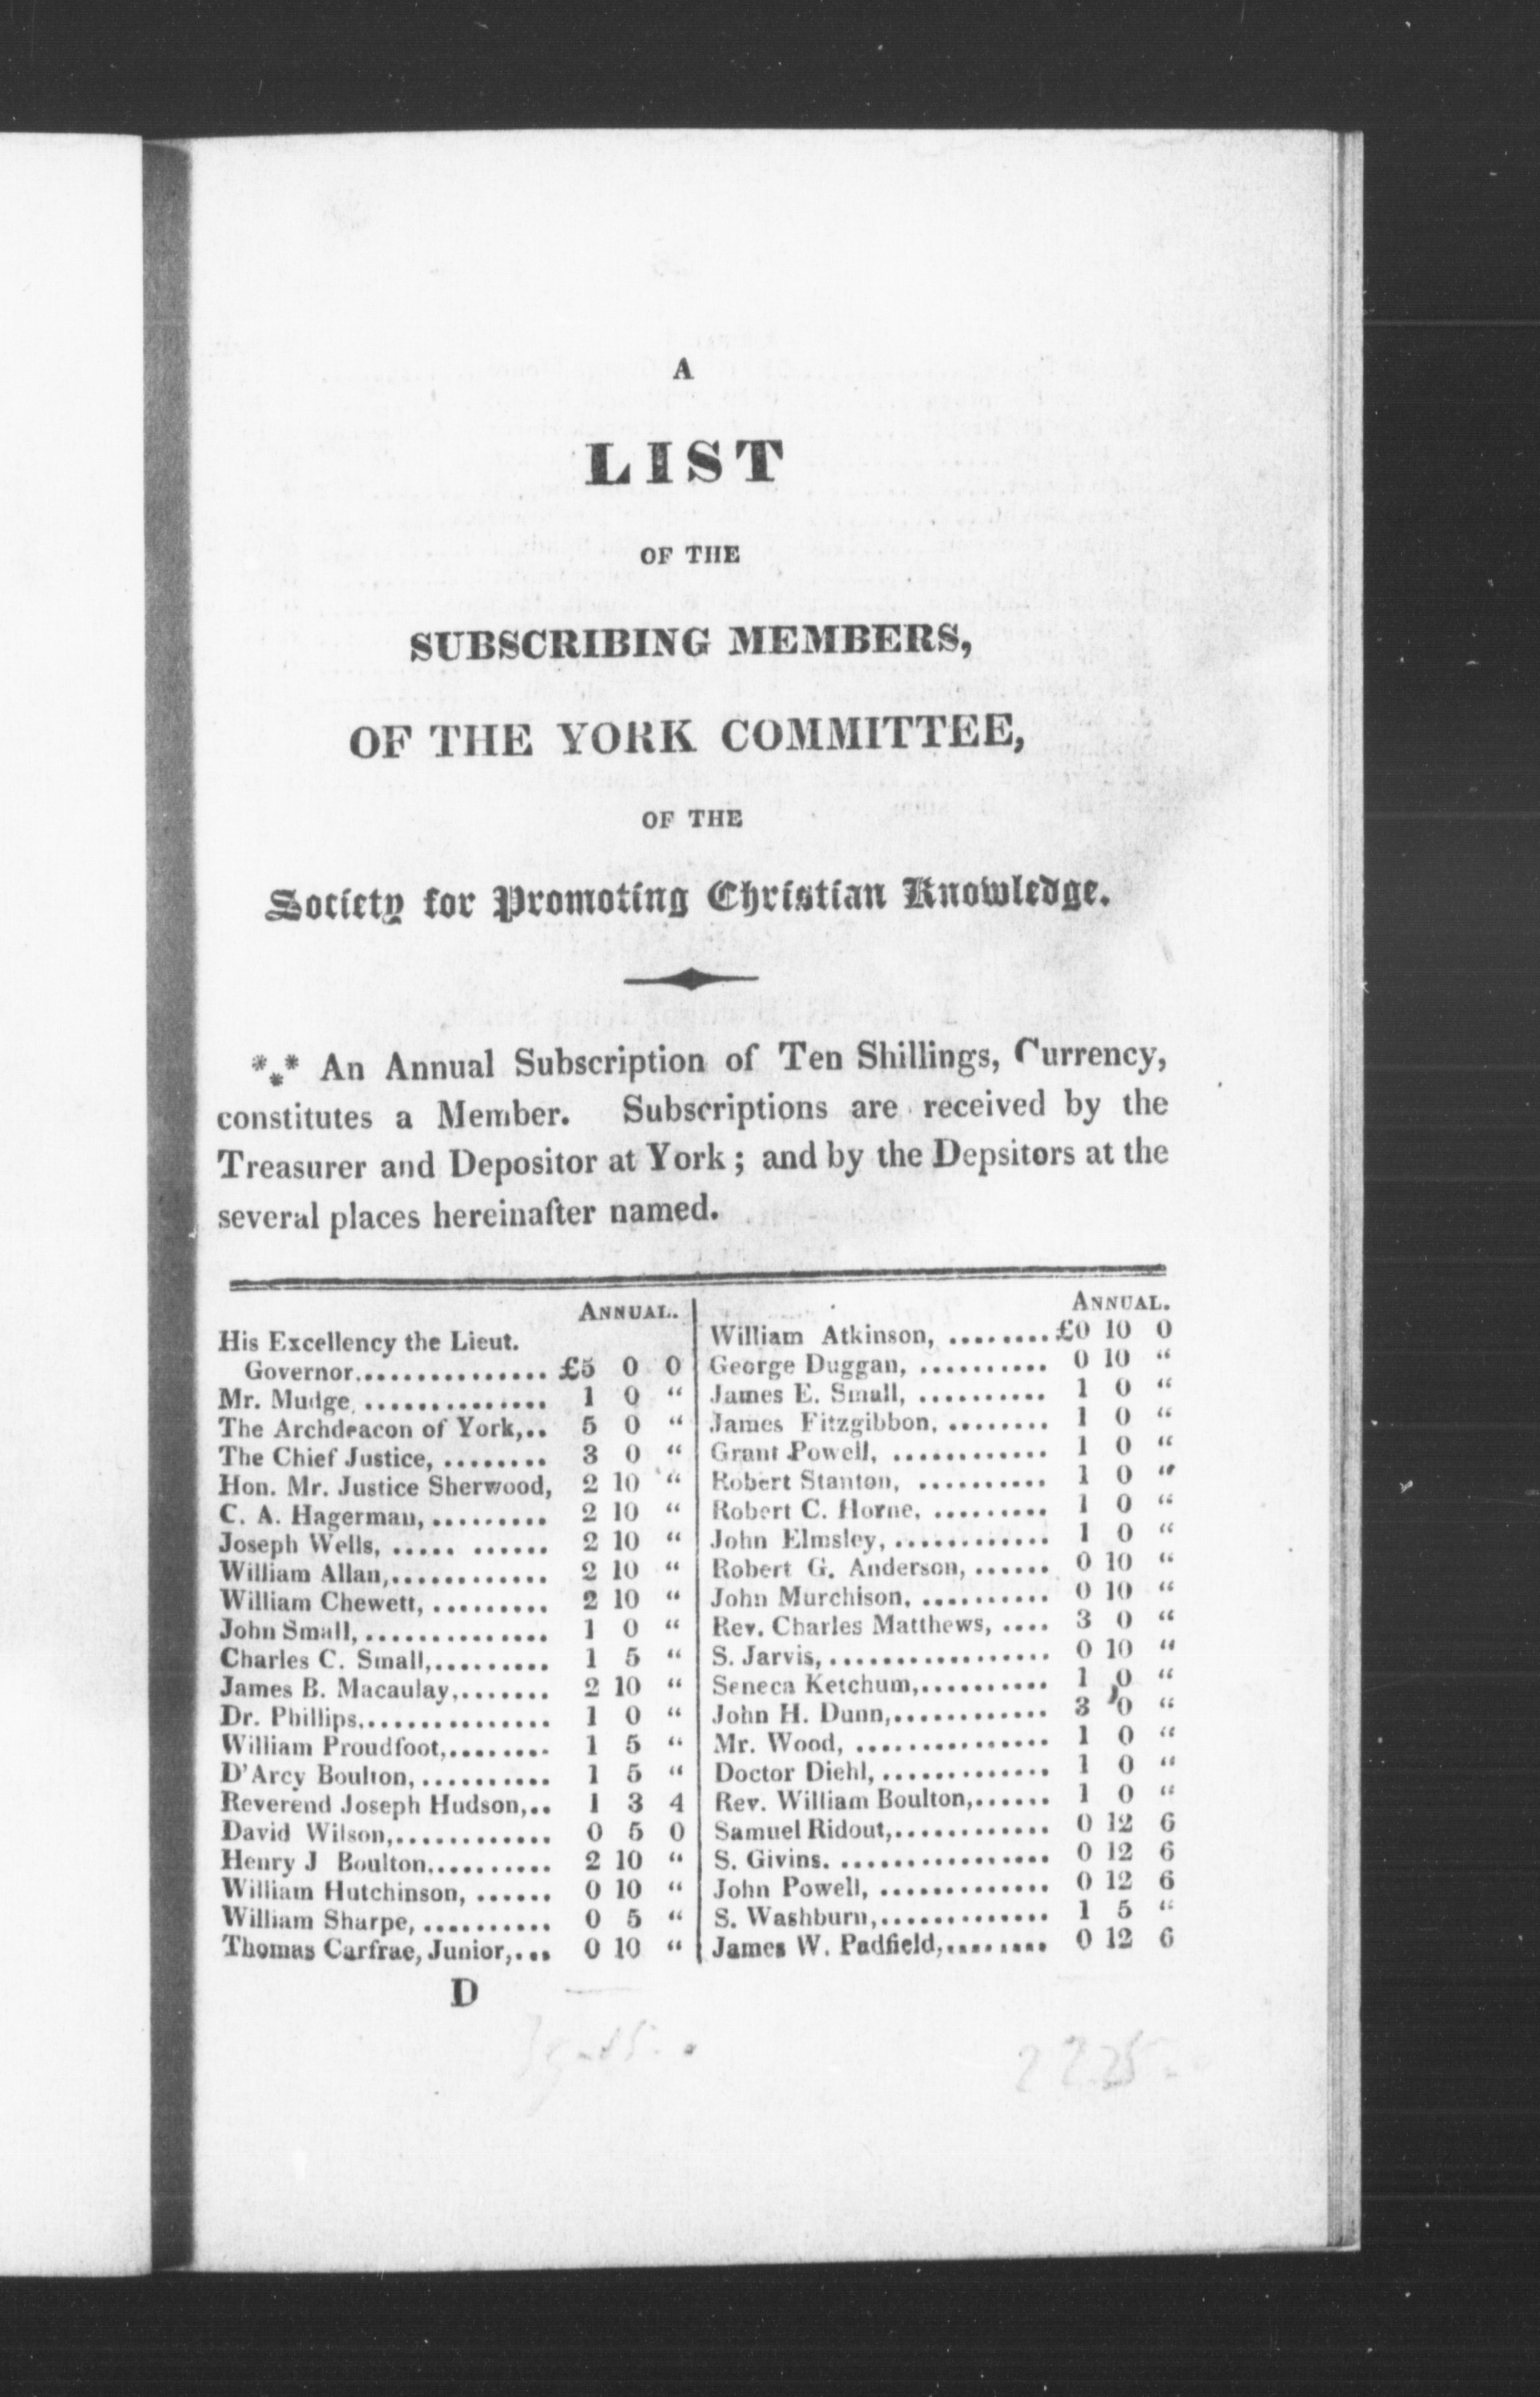 A
LIST
OF THE
SUBSCRIBING MEMBERS,
OF THE YORK COMMITTEE,
OF THE
Society for Promoting Christian Knowledge.
*** An Annual Subscription of Ten Shillings, Currency,
constitutes a Member. Subscriptions are received by the
Treasurer and Depositor at York; and by the Depsitors at the
several places hereinafter named.
ANNUAL.
His Excellency the Lieut.
Governor............... £5 0 0
Mr. Mudge, .............. 1 0 “
The Archdeacon of York,.. 5 0 “
The Chief Justice, ........ 3 0 “
Hon. Mr. Justice Sherwood, 2 10 “
C. A. Hagerman, ......... 2 10 “
Joseph Wells, ..... ...... 2 10 “
William Allan,............ 2 10 “
William Chewett, ......... 2 10 “
John Small, .............. 1 0 “
Charles C. Small,......... 1 5 “
James B. Macaulay,....... 2 10 “
Dr. Phillips............... 1 0 “
William Proudfoot,........ 1 5 “
D'Arcy Boulton, .......... 1 5 “
Reverend Joseph Hudson,.. 1 3 4
David Wilson,............ 0 5 0
Henry J Boulton.......... 2 10 “
William Hutchinson, ...... 0 10 “
William Sharpe, .......... 0 5 “
Thomas Carfrae, Junior,... 0 10 “
ANNUAL.
William Atkinson, ........£0 10 0
George Duggan, .......... 0 10 “
James E. Small, .......... 1 0 “
James Fitzgibbon, ........ 1 0 “
Grant Powell, ............ 1 0 “
Robert Stanton, .......... 1 0 “
Robert C. Horne, ......... 1 0 “
John Elmsley, ............ 1 0 “
Robert G. Anderson, ...... 0 10 “
John Murchison, .......... 0 10 “
Rev. Charles Matthews, .... 3 0 “
S. Jarvis, ................. 0 10 “
Seneca Ketchum,.......... 1 0 “
John H. Dunn,............ 3 0 “
Mr. Wood, ............... 1 0 “
Doctor Diehl, ............. 1 0 “
Rev. William Boulton,...... 1 0 “
Samuel Ridout,............ 0 12 6
S. Givins. ................ 0 12 6
John Powell, ............. 0 12 6
S. Washburn,............. 1 5 “
James W. Padfield,........ 0 12 6
D